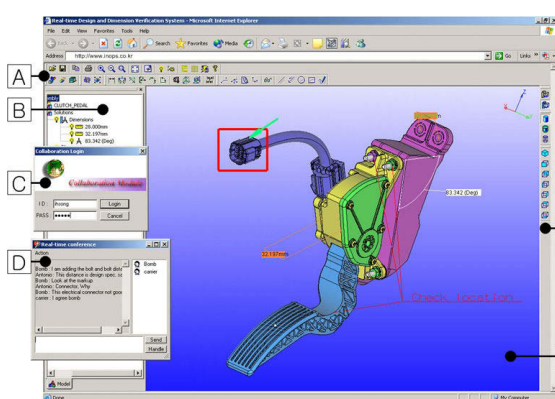 Real-time Design and Dimension Verification System - Microsoft Internet Explorer
File Edit View Favorites Tools Help
Back Search Favorites Media
Address http://www.inops.co.kr Go Links
A
B
CLUTCH_PEDAL
Solutions
Dimensions
28.000mm
32.197mm
83.342 (Deg)
Collaboration Login
C
Collaboration Module
ID : Login
PASS ***** Cancel
D
Real-time conference
Action
Bomb : I am adding the bolt and bolt
Antonio : This distance is design spec.
Bomb : Look at the markup
Antonio : Connector, Why
Bomb : This electrical connector not
carrier : I agree bomb
Bomb
carrier
Send
Handle
83.342 (Deg)
32.197mm
Check location
Model
Done
My Computer